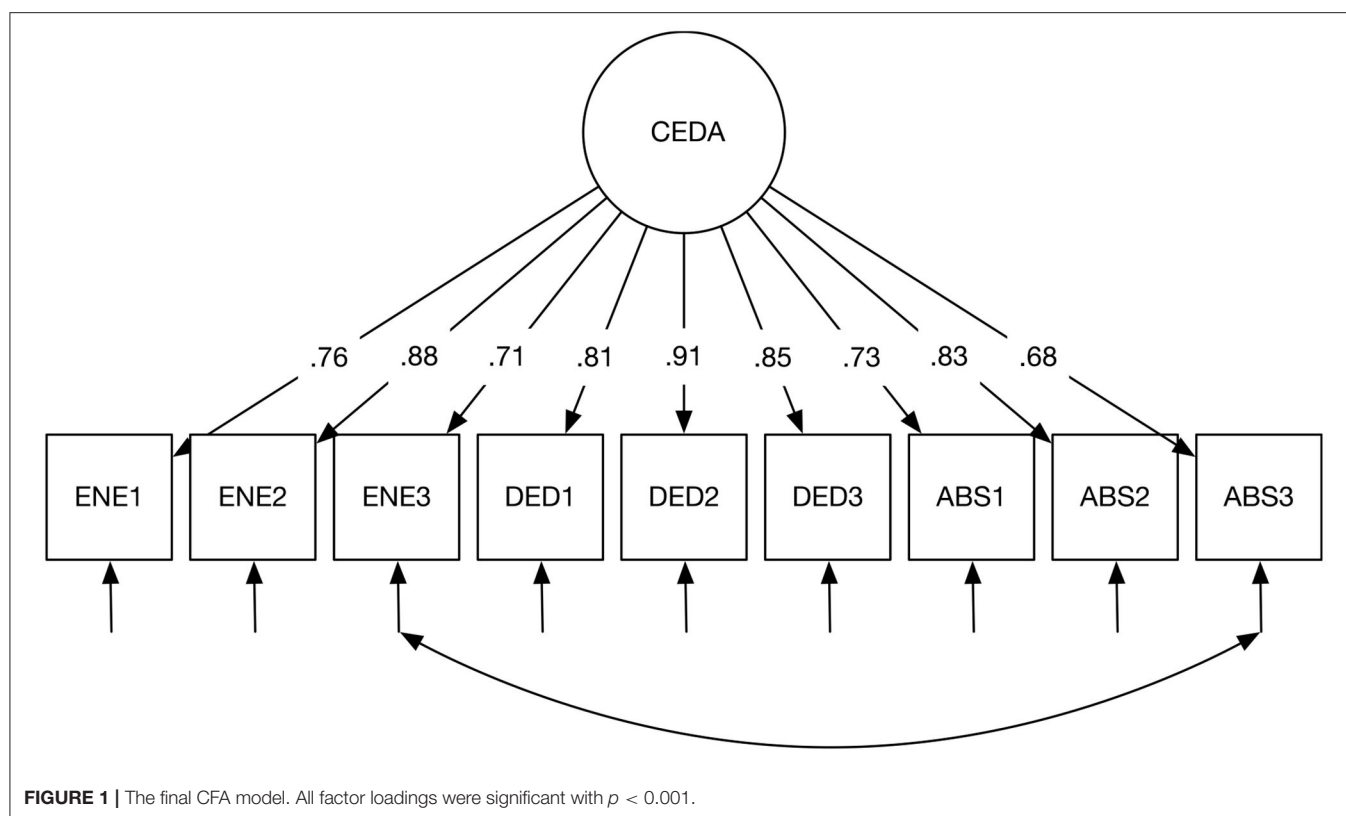 CEDA
.76 .88 .71 .81 .91 .85 .73 .83 .68
ENE1 ENE2 ENE3 DED1 DED2 DED3 ABS1 ABS2 ABS3
FIGURE 1 | The final CFA model. All factor loadings were significant with p < 0.001.